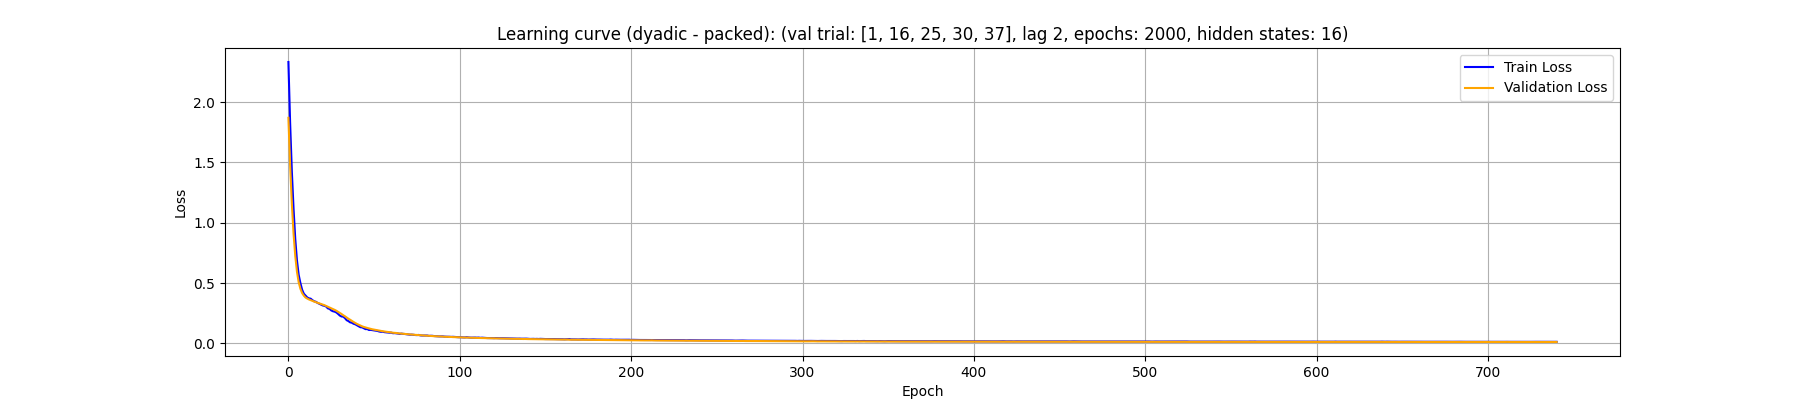 Learning curve (dyadic - packed): (val trial: [1, 16, 25, 30, 37], lag 2, epochs: 2000, hidden states: 16)
Train Loss
Validation Loss
Loss
2.0
1.5
1.0
0.5
0.0
0 100 200 300 400 500 600 700
Epoch